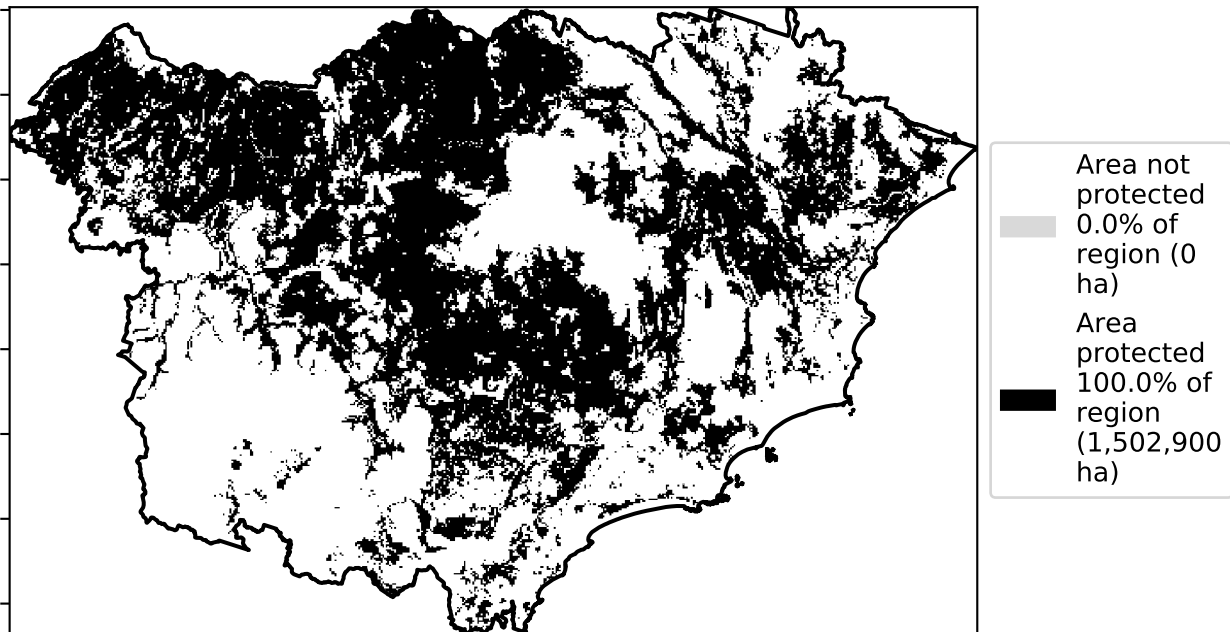 Area not
protected
0.0% of
region (0
ha)
Area
protected
100.0% of
region
(1,502,900
ha)